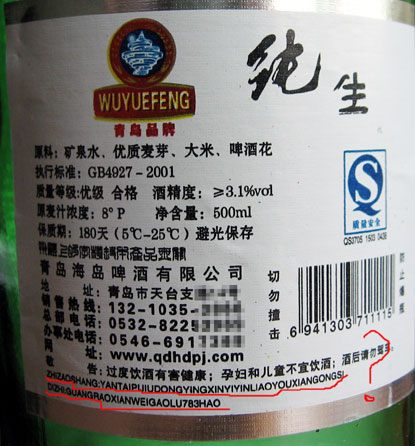 WUYUEFENG
青岛品牌
纯生
原料：矿泉水、优质麦芽、大米、啤酒花
执行标准：GB4927-2001
质量等级:优级 合格 酒精度：≥3.1%vol
原麦汁浓度：8°P 净含量：500ml
保质期：180天(5℃-25℃)避光保存
质量安全
QS3705 1503 0436
青岛海岛啤酒有限公司
地址：青岛市天台支
销售热线：132-1035-
总部电话：0532-822
办事处电话：0546-691
网址：www.qdhdpj.com
警告：过度饮酒有害健康；孕妇和儿童不宜饮酒；酒后请勿驾车
ZHIZAOSHANG:YANTAIPIJIUDONGYINGXINYIYINLIAOYOUXIANGONGSI
DIZHI:GUANGRAOXIANWEIGAOLU783HAO
切勿撞击
防止爆瓶
6 941303 711115
?